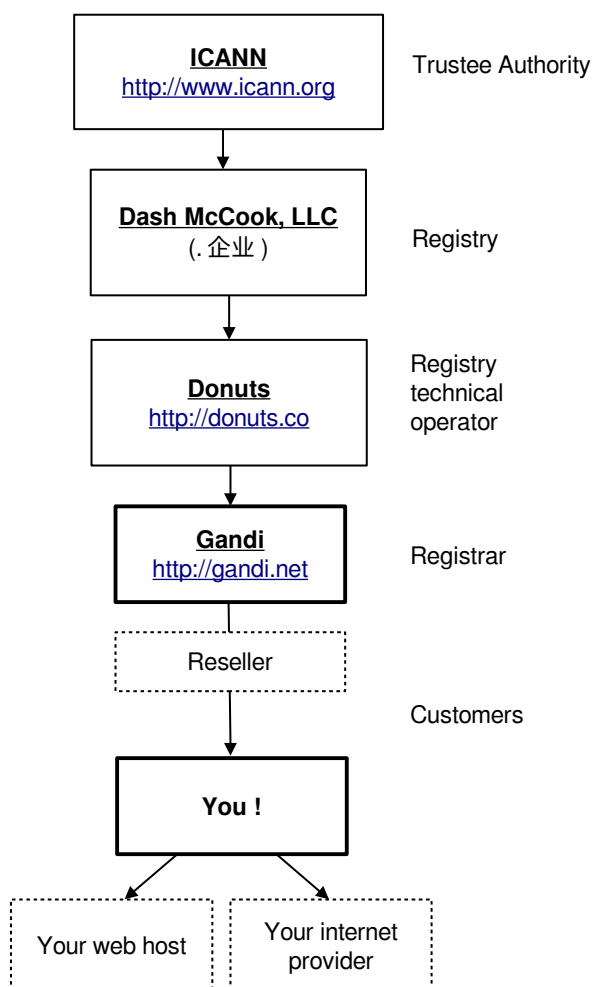 ICANN
http://www.icann.org
Trustee Authority
Dash McCook, LLC
(. 企业 )
Registry
Donuts
http://donuts.co
Registry
technical
operator
Gandi
http://gandi.net
Registrar
Reseller
Customers
You !
Your web host
Your internet
provider